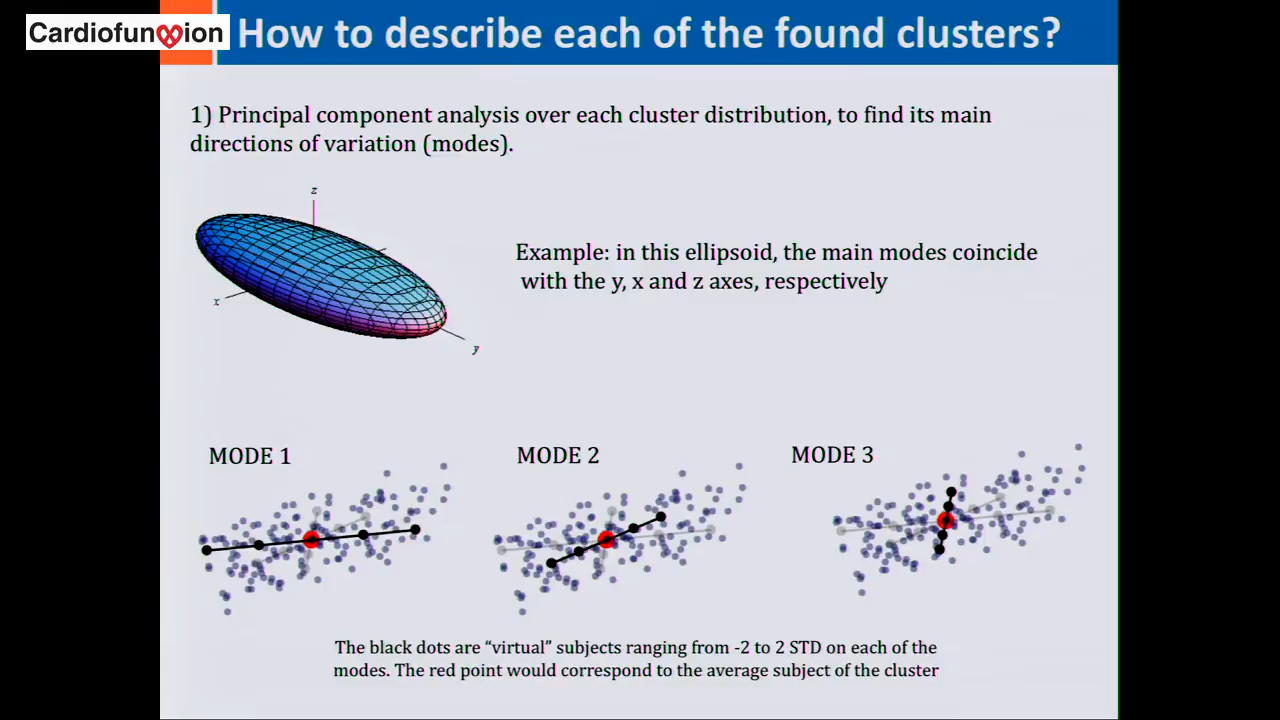 Cardiofunxion
How to describe each of the found clusters?
1) Principal component analysis over each cluster distribution, to find its main
directions of variation (modes).
z
x
y
Example: in this ellipsoid, the main modes coincide
with the y, x and z axes, respectively
MODE 1
MODE 2
MODE 3
The black dots are “virtual” subjects ranging from -2 to 2 STD on each of the
modes. The red point would correspond to the average subject of the cluster